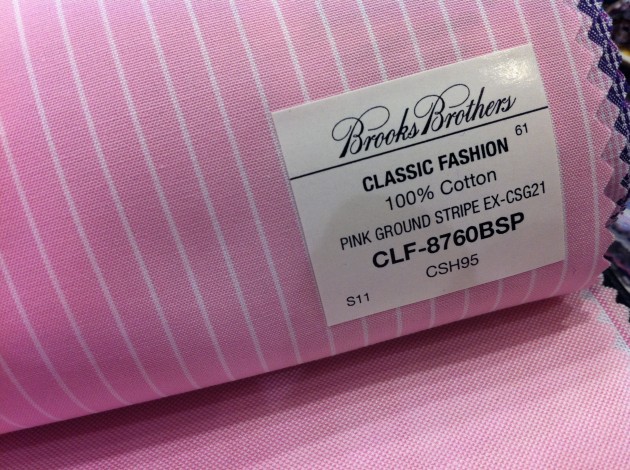 Brooks Brothers
61
CLASSIC FASHION
100% Cotton
PINK GROUND STRIPE EX-CSG21
CLF-8760BSP
CSH95
S11